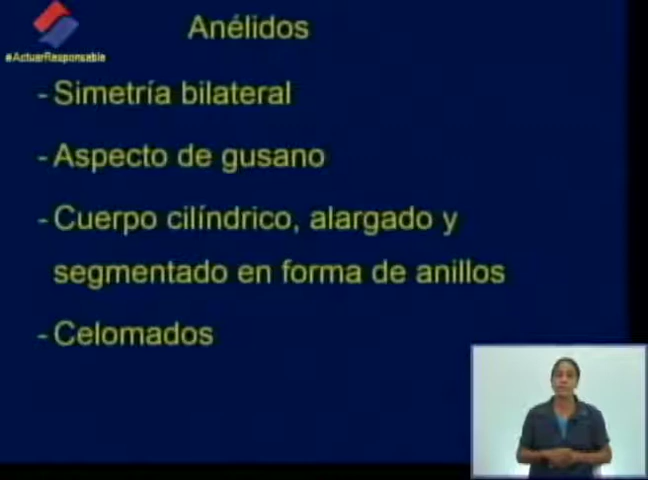 #ActuarResponsable
Anélidos
- Simetría bilateral
- Aspecto de gusano
- Cuerpo cilíndrico, alargado y
segmentado en forma de anillos
- Celomados